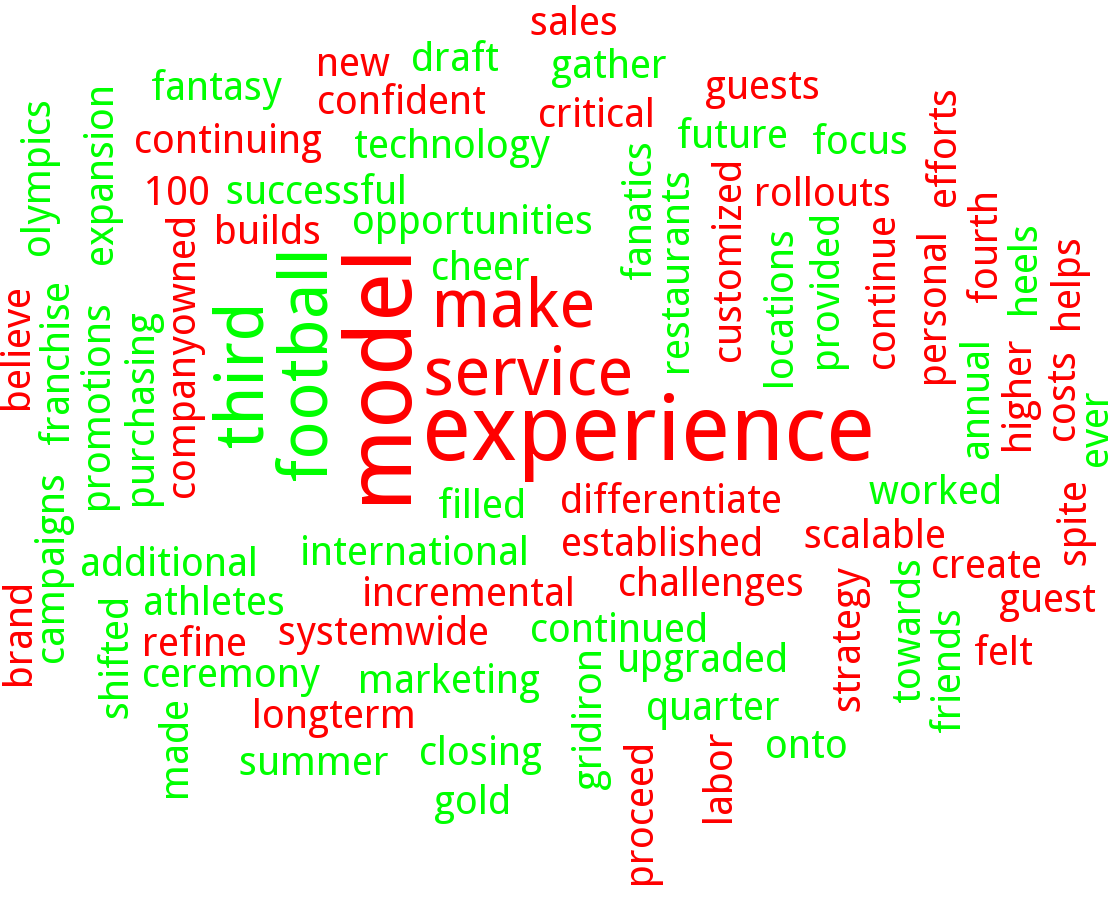 sales
new
draft
gather
fantasy
confident
critical
guests
olympics
expansion
continuing
technology
future
focus
efforts
100
successful
fanatics
restaurants
customized
rollouts
fourth
builds
opportunities
companyowned
locations
provided
continue
personal
heels
helps
cheer
believe
franchise
promotions
purchasing
third
football
model
make
service
experience
annual
higher
costs
ever
campaigns
filled
differentiate
worked
spite
additional
international
established
scalable
create
brand
shifted
athletes
incremental
challenges
strategy
towards
friends
guest
refine
systemwide
continued
felt
ceremony
marketing
gridiron
upgraded
made
longterm
quarter
summer
closing
proceed
labor
onto
gold